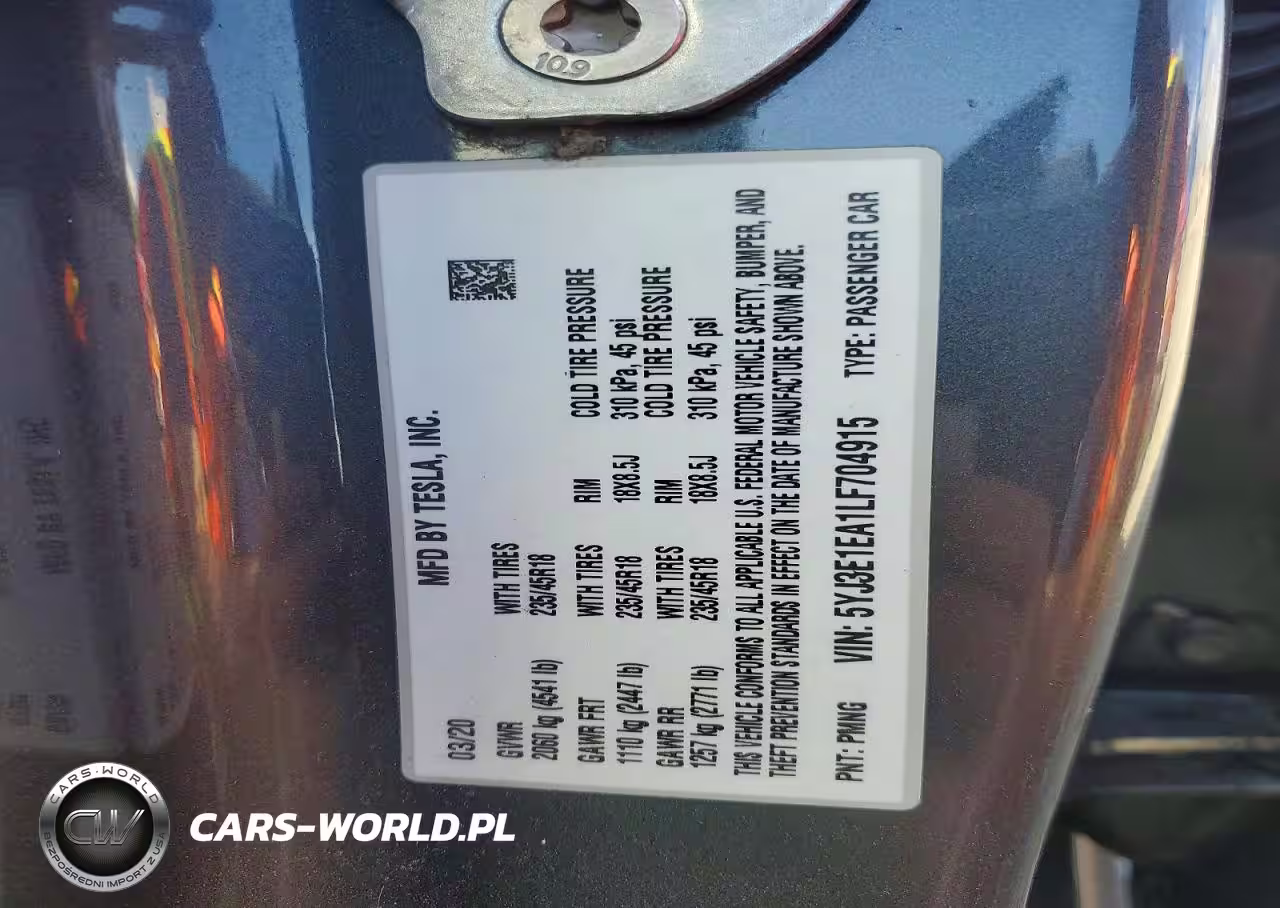 10.9
MFD BY TESLA, INC.
03/20
GVWR WITH TIRES
2060 kg (4541 lb) 235/45R18
GAWR FRT WITH TIRES RIM COLD TIRE PRESSURE
1110 kg (2447 lb) 235/45R18 18X8.5J 310 kPa, 45 psi
GAWR RR WITH TIRES RIM COLD TIRE PRESSURE
1257 kg (2771 lb) 235/45R18 18X8.5J 310 kPa, 45 psi
THIS VEHICLE CONFORMS TO ALL APPLICABLE U.S. FEDERAL MOTOR VEHICLE SAFETY, BUMPER, AND
THEFT PREVENTION STANDARDS IN EFFECT ON THE DATE OF MANUFACTURE SHOWN ABOVE.
PNT: PMNG VIN: 5YJ3E1EA1LF704915 TYPE: PASSENGER CAR
CARS-WORLD
CW
BEZPOŚREDNI IMPORT Z USA
CARS-WORLD.PL